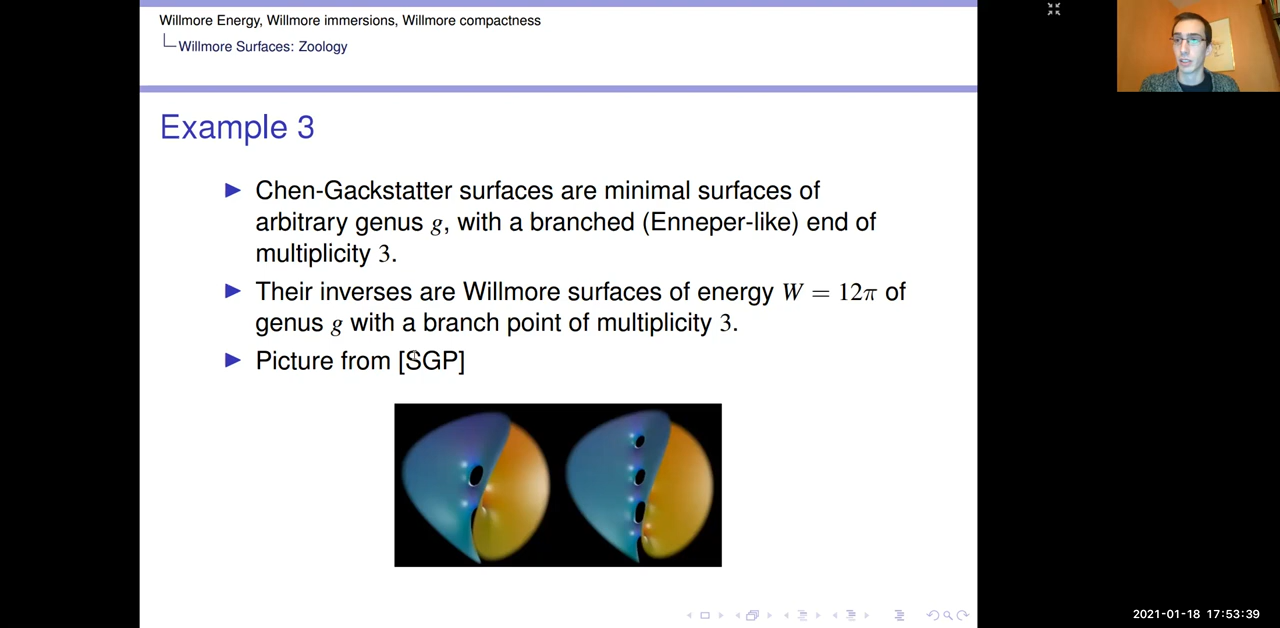 Willmore Energy, Willmore immersions, Willmore compactness
Willmore Surfaces: Zoology
Example 3
Chen-Gackstatter surfaces are minimal surfaces of
arbitrary genus g, with a branched (Enneper-like) end of
multiplicity 3.
Their inverses are Willmore surfaces of energy W = 12π of
genus g with a branch point of multiplicity 3.
Picture from [SGP]
2021-01-18 17:53:39